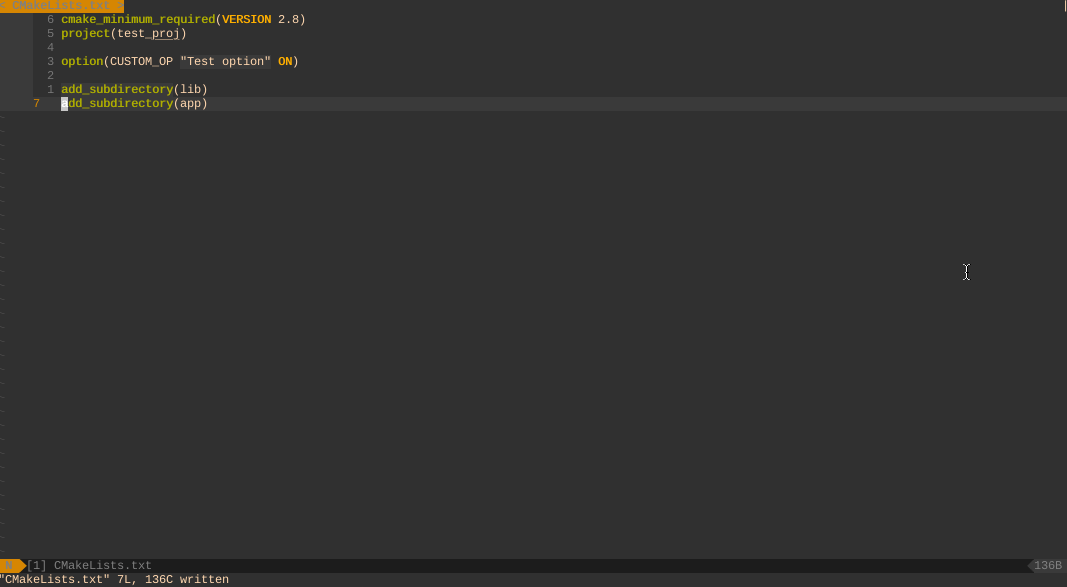 < CMakeLists.txt >
6 cmake_minimum_required(VERSION 2.8)
5 project(test_proj)
4
3 option(CUSTOM_OP "Test option" ON)
2
1 add_subdirectory(lib)
7 add_subdirectory(app)
N [1] CMakeLists.txt 136B
"CMakeLists.txt" 7L, 136C written